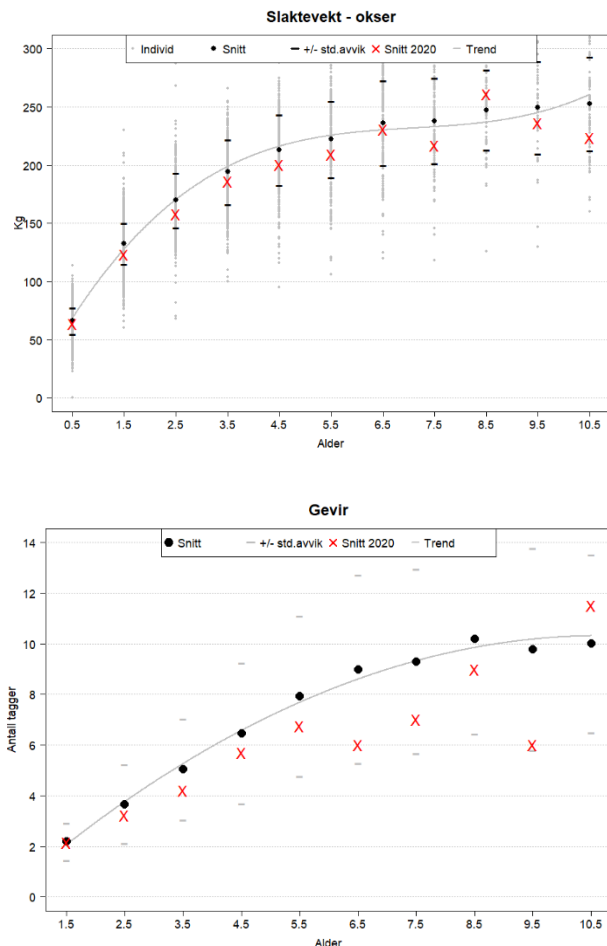 Slaktevekt - okser
Individ Snitt +/- std.avvik Snitt 2020 Trend
300
250
200
150
100
50
0
Kg
0.5 1.5 2.5 3.5 4.5 5.5 6.5 7.5 8.5 9.5 10.5
Alder
Gevir
Snitt +/- std.avvik Snitt 2020 Trend
14
12
10
8
6
4
2
0
Antall tagger
1.5 2.5 3.5 4.5 5.5 6.5 7.5 8.5 9.5 10.5
Alder